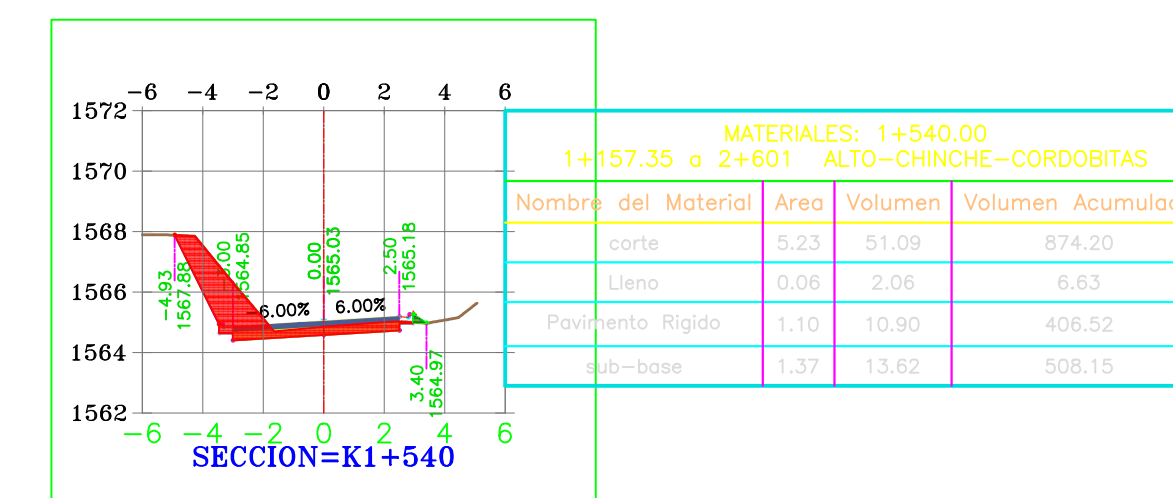 -6 -4 -2 0 2 4 6
1572
1570
1568
1566
1564
1562
-4.93
1567.88
1564.85
0.00
1565.03
2.50
1565.18
3.40
1564.97
-6.00%
6.00%
-6 -4 -2 0 2 4 6
SECCION=K1+540
MATERIALES: 1+540.00
1+157.35 a 2+601 ALTO-CHINCHE-CORDOBITAS
Nombre del Material Area Volumen Volumen
corte 5.23 51.09 874.20
Lleno 0.06 2.06 6.63
Pavimento Rigido 1.10 10.90 406.52
sub-base 1.37 13.62 508.15